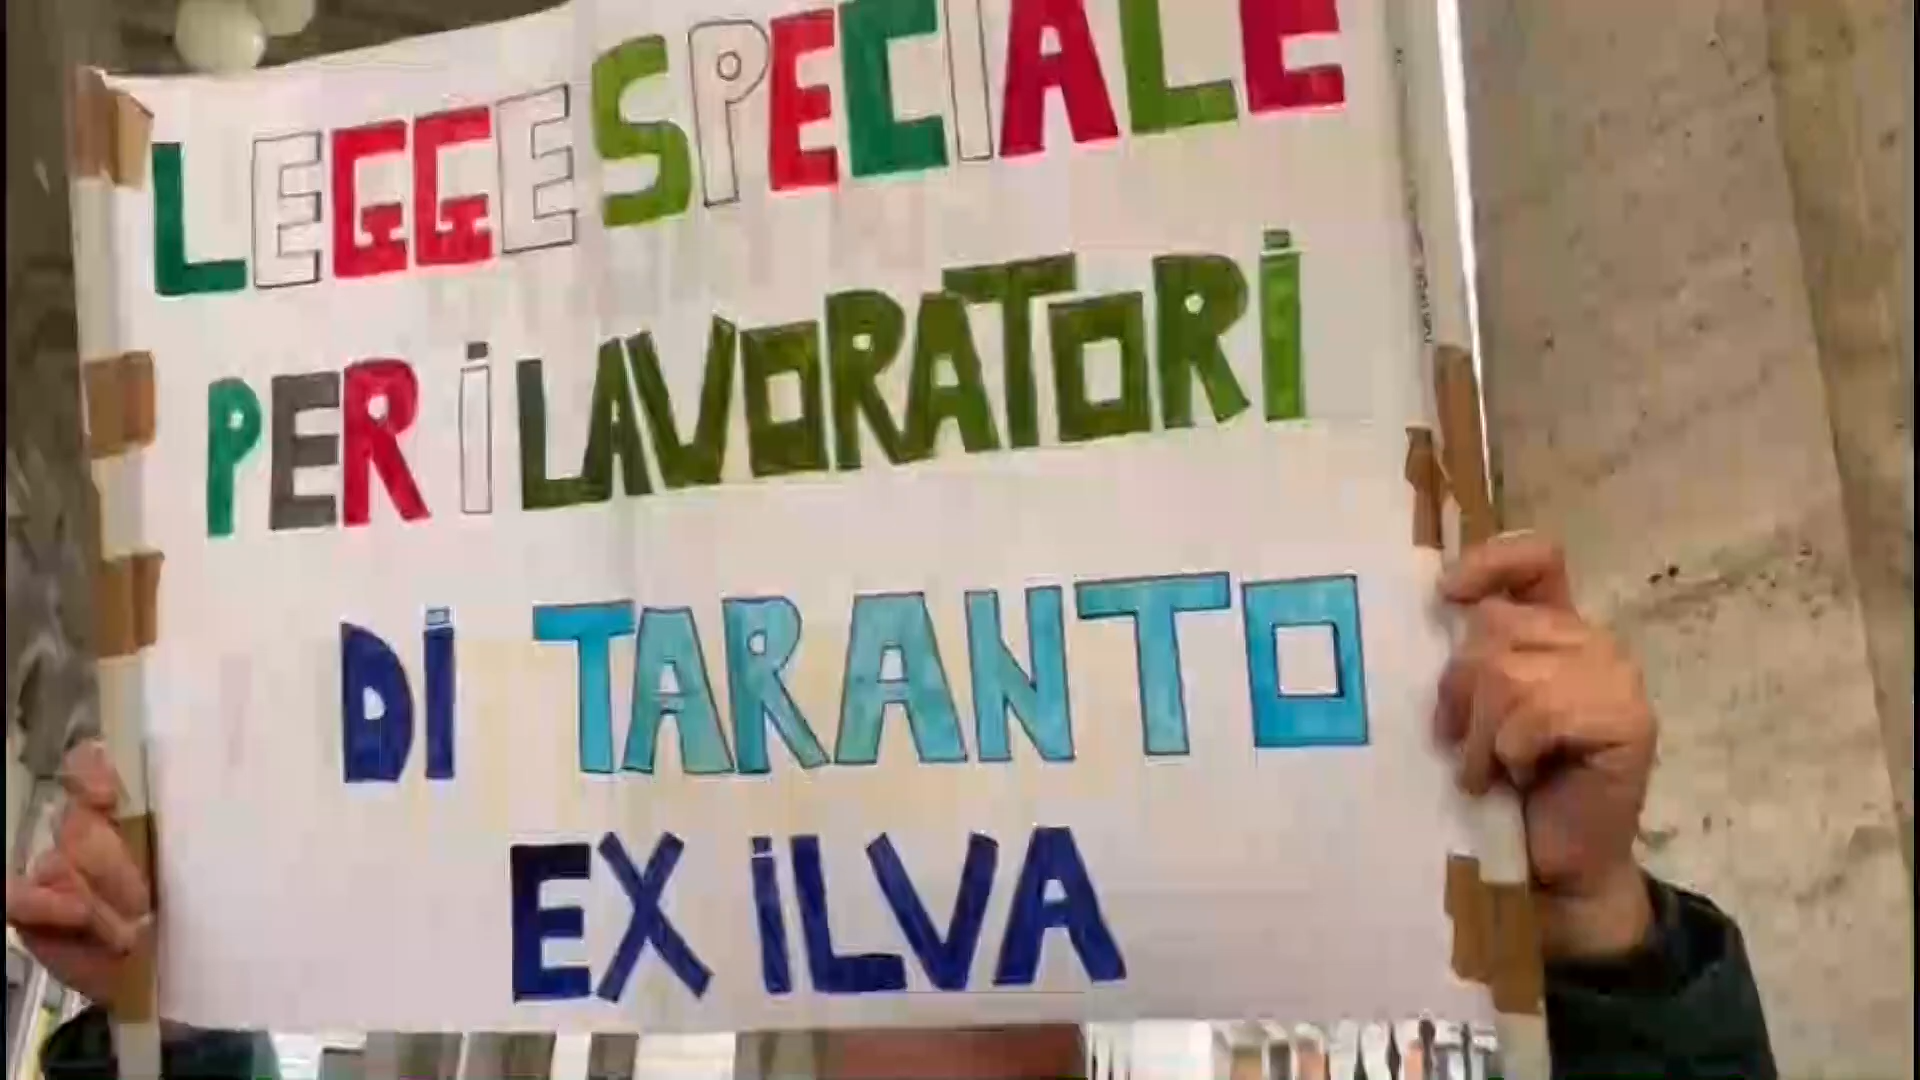 LEGGE SPECIALE
PER I LAVORATORI
DI TARANTO
EX ILVA